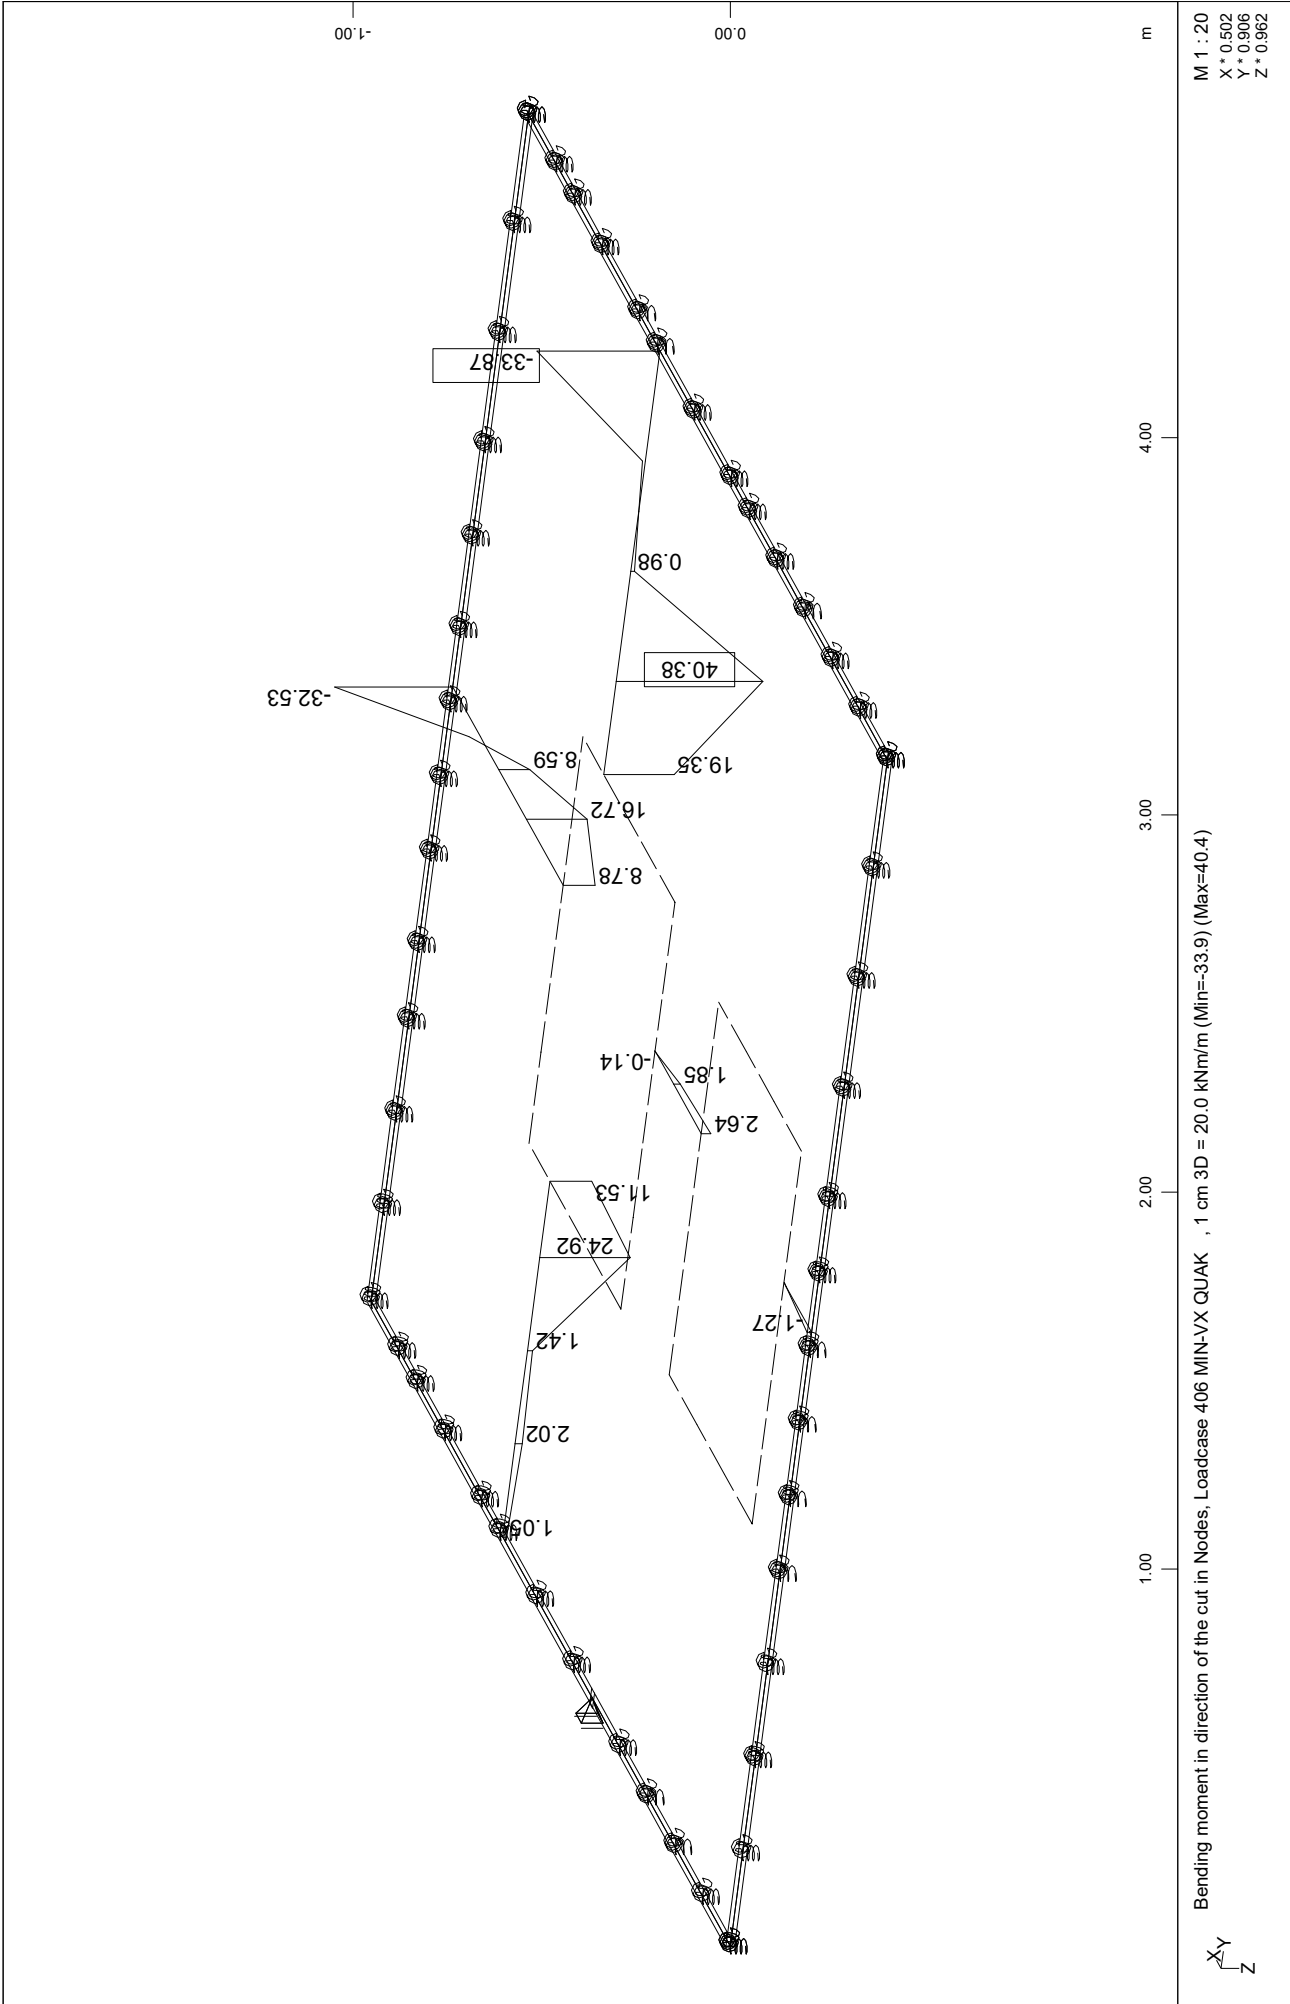 -1.00
0.00
m
M 1 : 20
X * 0.502
Y * 0.906
Z * 0.962
-33.87
0.98
40.38
19.35
-32.53
8.59
16.72
8.78
-0.14
1.85
2.64
11.53
24.92
1.42
2.02
1.05
-1.27
4.00
3.00
2.00
1.00
Bending moment in direction of the cut in Nodes, Loadcase 406 MIN-VX QUAK , 1 cm 3D = 20.0 kNm/m (Min=-33.9) (Max=40.4)
X
Y
Z